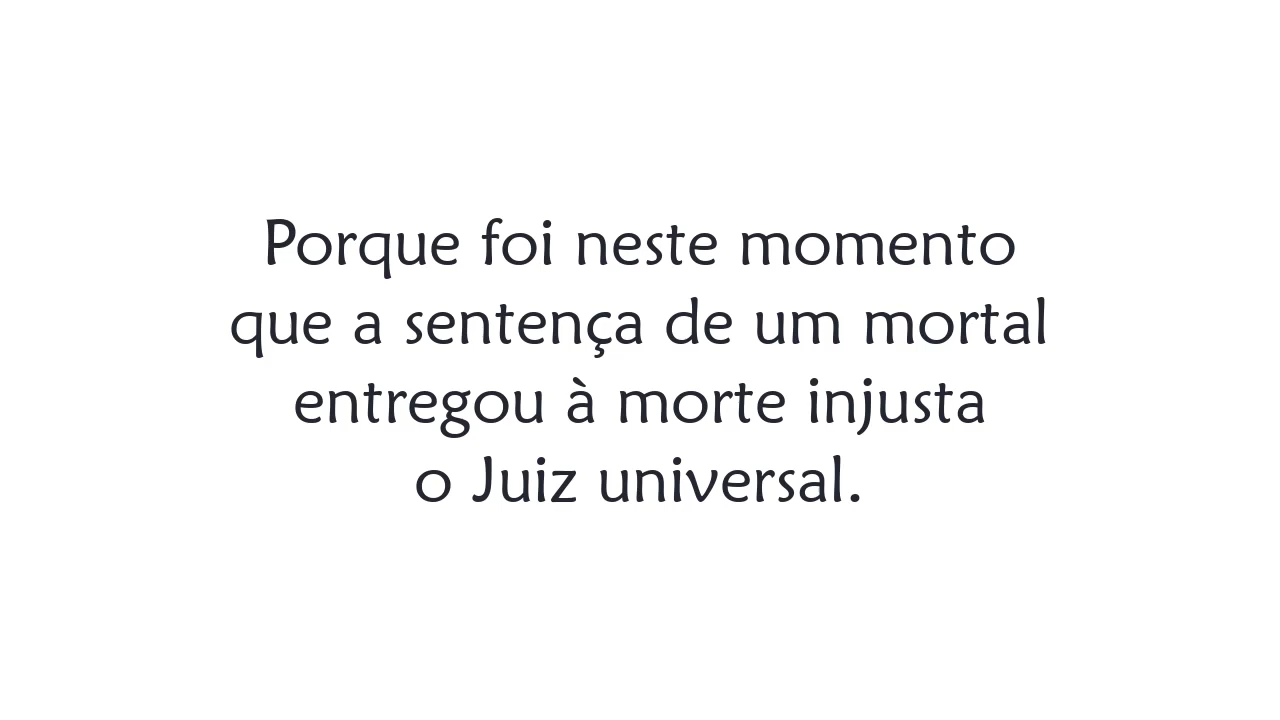 Porque foi neste momento
que a sentença de um mortal
entregou à morte injusta
o Juiz universal.